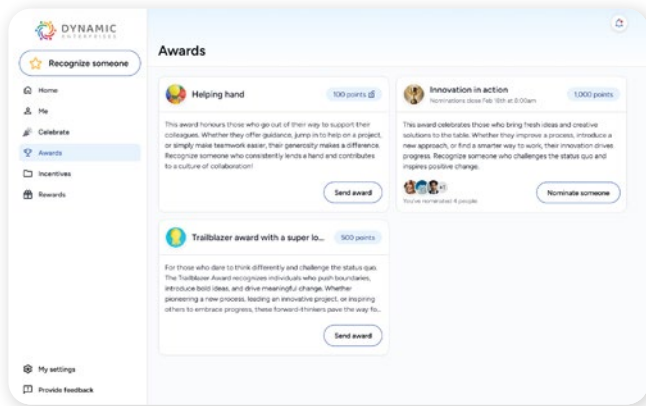 DYNAMIC
ENTERPRISES
Recognize someone
Home
Me
Celebrate
Awards
Incentives
Rewards
My settings
Provide feedback
Awards
Helping hand
100 points
This award honours those who go out of their way to support their
colleagues. Whether they offer guidance, jump in to help on a project,
or simply make teamwork easier, their generosity makes a difference.
Recognize someone who consistently lends a hand and contributes
to a culture of collaboration!
Send award
Innovation in action
Nominations close Feb 18th at 8:00am
1,000 points
This award celebrates those who bring fresh ideas and creative
solutions to the table. Whether they improve a process, introduce a
new approach, or find a smarter way to work, their innovation drives
progress. Recognize someone who challenges the status quo and
inspires positive change.
+1
You've nominated 4 people
Nominate someone
Trailblazer award with a super lo...
500 points
For those who dare to think differently and challenge the status quo.
The Trailblazer Award recognizes individuals who push boundaries,
introduce bold ideas, and drive meaningful change. Whether
pioneering a new process, leading an innovative project, or inspiring
others to embrace progress, these forward-thinkers pave the way fo...
Send award